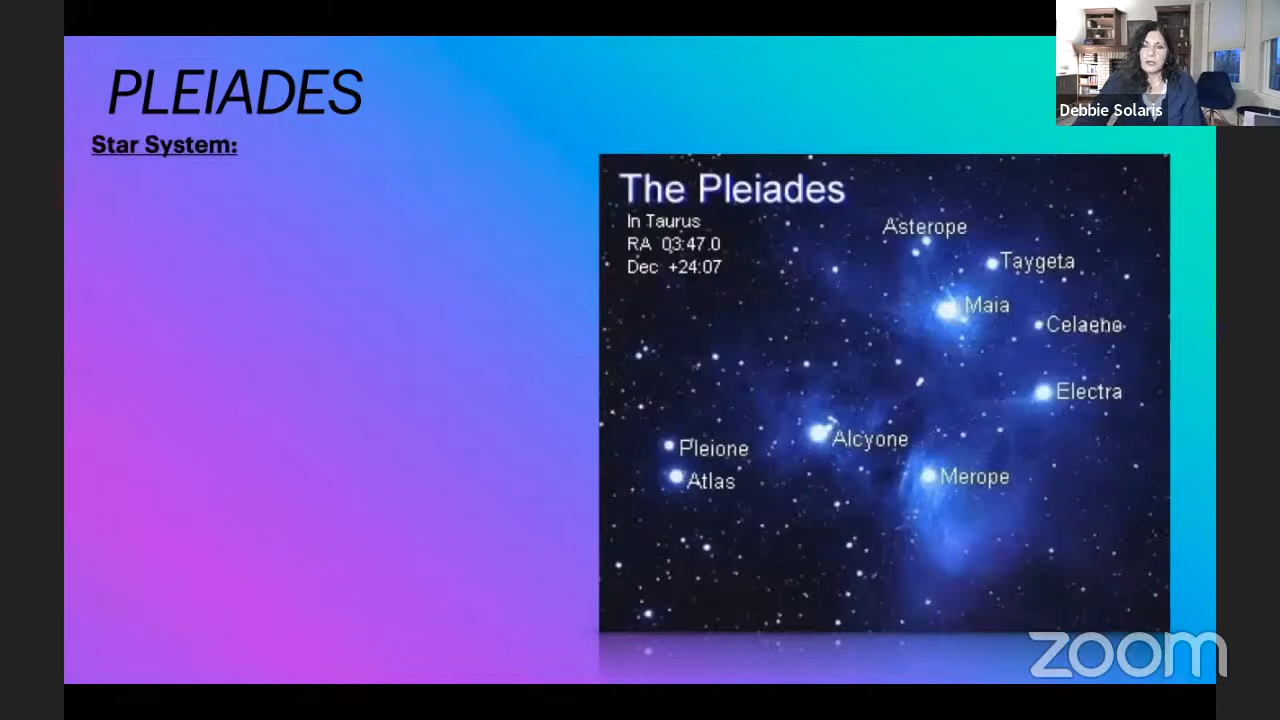 PLEIADES
Star System:
Debbie Solaris
The Pleiades
In Taurus
RA 03:47.0
Dec +24:07
Asterope
Taygeta
Maia
Celaeno
Electra
Alcyone
Pleione
Atlas
Merope
zoom